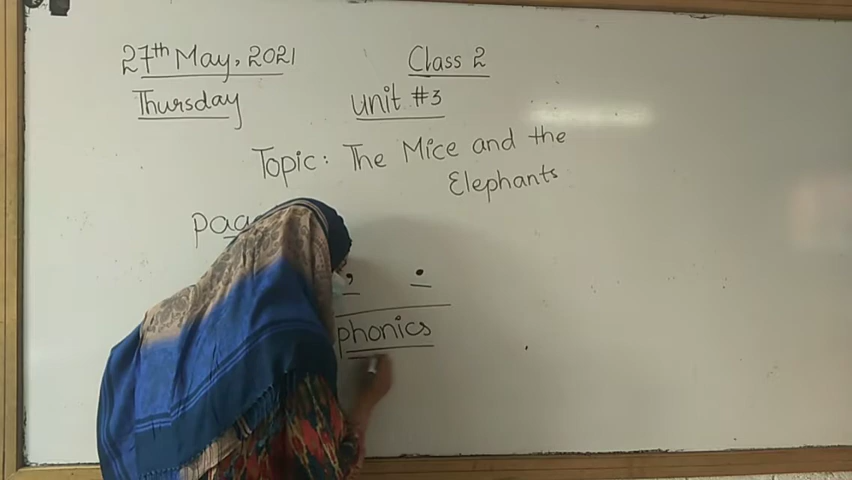 27th May, 2021
Class 2
Thursday
Unit #3
Topic: The Mice and the
Elephants
, .
phonics